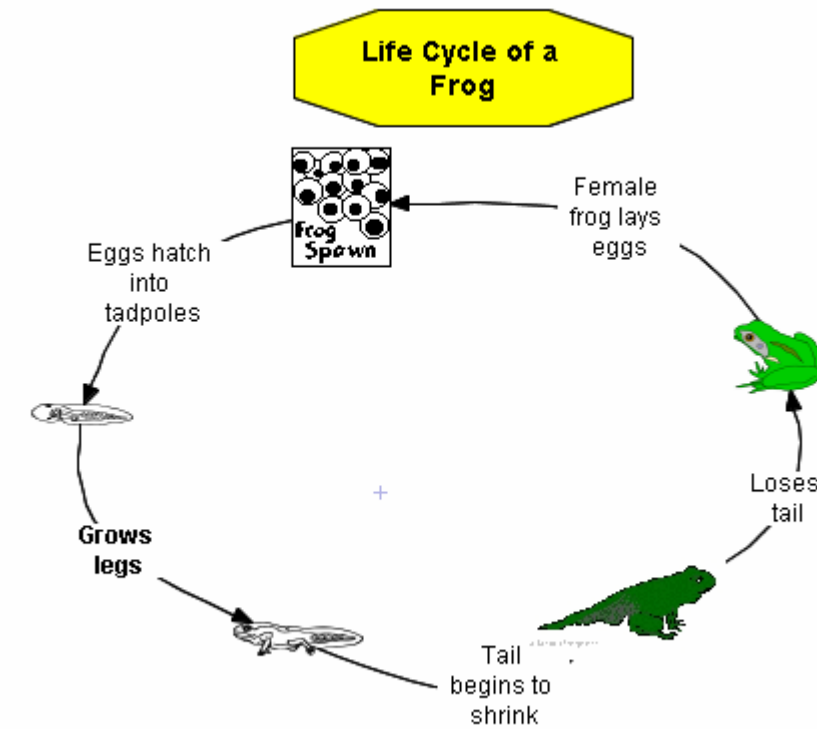 Life Cycle of a
Frog
Frog
Spawn
Female
frog lays
eggs
Eggs hatch
into
tadpoles
Grows
legs
Tail
begins to
shrink
Loses
tail